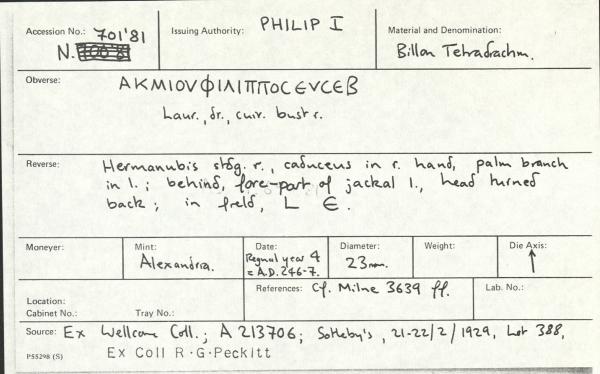 Accession No.: 701'81
N. 100'8
Issuing Authority: PHILIP I
Material and Denomination:
Billon Tetradrachm.
Obverse:
ΑΚΜΙΟVΦΙΛΙΠΠΟCЄVCЄΒ
Laur., dr., cuir. bust r.
Reverse:
Hermanubis stdg. r., caduceus in r. hand, palm branch
in l.; behind, fore-part of jackal l., head turned
back; in field, L Є.
Moneyer:
Mint:
Alexandria.
Date:
Regnal year 4
= A.D. 246-7.
Diameter:
23mm.
Weight:
Die Axis:
↑
Location:
Cabinet No.: Tray No.:
References: Cf. Milne 3639 ff.
Lab. No.:
Source: Ex Wellcome Coll.; A 213706; Sotheby's, 21-22/2/1929, Lot 388,
P55298 (S) Ex Coll R.G.Peckitt